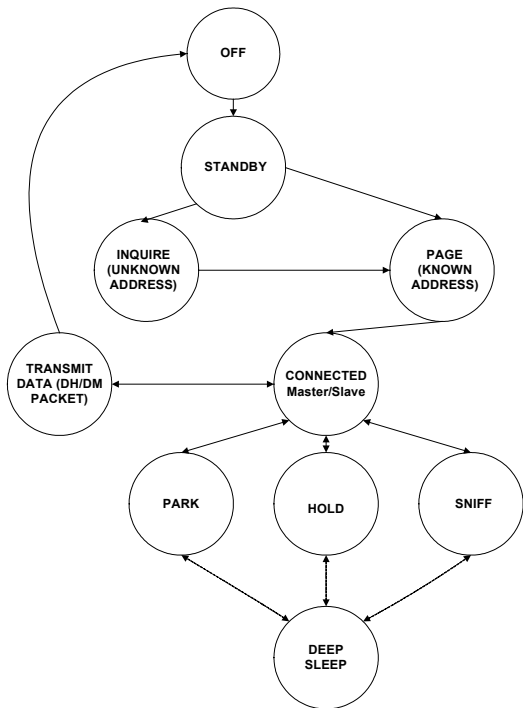 OFF
STANDBY
INQUIRE
(UNKNOWN
ADDRESS)
PAGE
(KNOWN
ADDRESS)
TRANSMIT
DATA (DH/DM
PACKET)
CONNECTED
Master/Slave
PARK
HOLD
SNIFF
DEEP
SLEEP